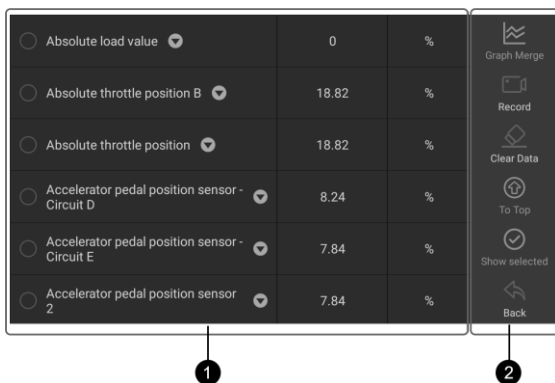 Absolute load value 0 %
Absolute throttle position B 18.82 %
Absolute throttle position 18.82 %
Accelerator pedal position sensor -
Circuit D 8.24 %
Accelerator pedal position sensor -
Circuit E 7.84 %
Accelerator pedal position sensor
2 7.84 %
Graph Merge
Record
Clear Data
To Top
Show selected
Back
1 2